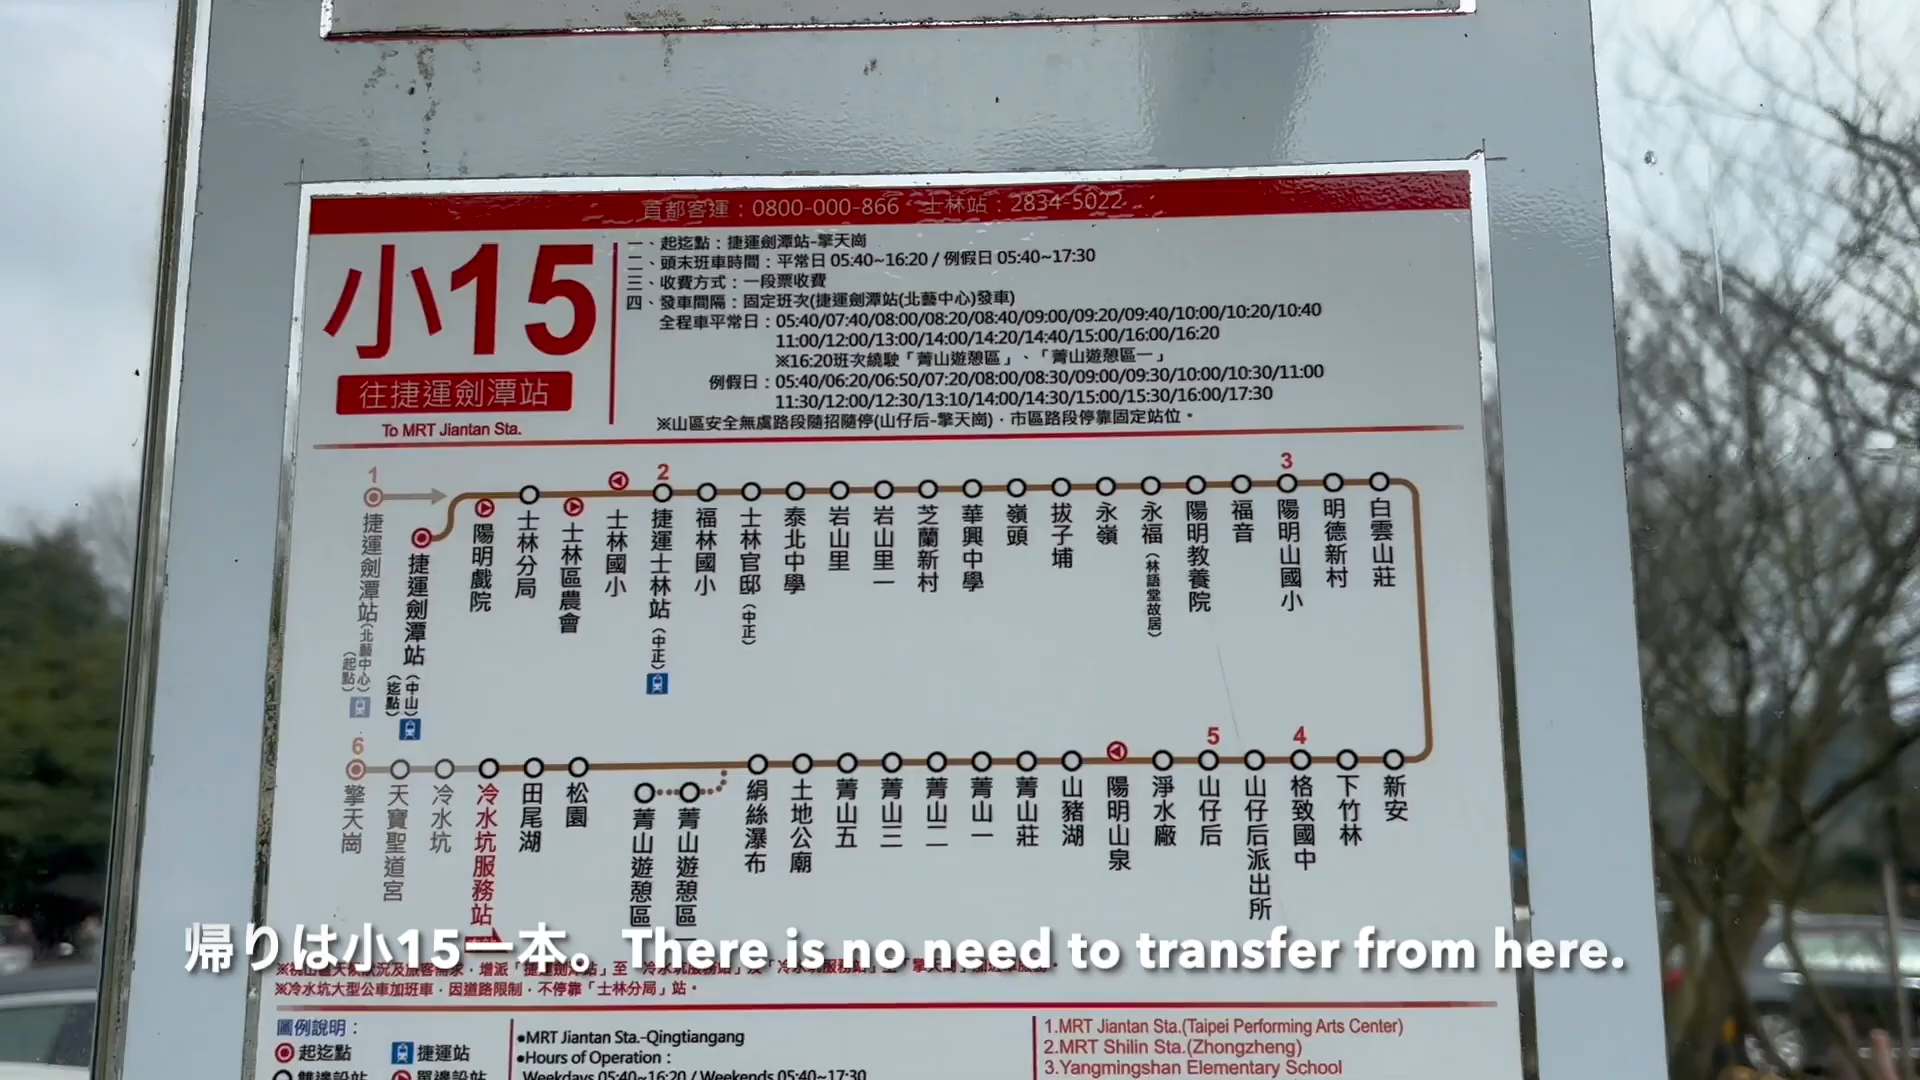 首都客運：0800-000-866 士林站：2834-5022
小15
往捷運劍潭站
To MRT Jiantan Sta.
一、起迄點：捷運劍潭站-擎天崗
二、頭末班車時間：平常日 05:40~16:20 / 例假日 05:40~17:30
三、收費方式：一段票收費
四、發車間隔：固定班次(捷運劍潭站(北藝中心)發車)
全程車平常日：05:40/07:40/08:00/08:20/08:40/09:00/09:20/09:40/10:00/10:20/10:40
11:00/12:00/13:00/14:00/14:20/14:40/15:00/16:00/16:20
※16:20班次繞駛「菁山遊憩區」、「菁山遊憩區一」
例假日：05:40/06:20/06:50/07:20/08:00/08:30/09:00/09:30/10:00/10:30/11:00
11:30/12:00/12:30/13:10/14:00/14:30/15:00/15:30/16:00/17:30
※山區安全無虞路段隨招隨停(山仔后-擎天崗)，市區路段停靠固定站位。
1
捷運劍潭站(北藝中心)(起點)
捷運劍潭站(中山)(迄點)
陽明戲院
士林分局
士林區農會
士林國小
2
捷運士林站(中正)
福林國小
士林官邸(中正)
泰北中學
岩山里
岩山里一
芝蘭新村
華興中學
嶺頭
拔子埔
永嶺
永福(林語堂故居)
陽明教養院
福音
3
陽明山國小
明德新村
白雲山莊
6
擎天崗
天寶聖道宮
冷水坑
冷水坑服務站
田尾湖
松園
菁山遊憩區
菁山遊憩區一
絹絲瀑布
土地公廟
菁山五
菁山三
菁山二
菁山一
菁山莊
山豬湖
陽明山泉
淨水廠
5
山仔后
山仔后派出所
4
格致國中
下竹林
新安
帰りは小15一本。There is no need to transfer from here.
※冷水坑大型公車加班車，因道路限制，不停靠「士林分局」站。
圖例說明：
起迄點
捷運站
雙邊設站
單邊設站
●MRT Jiantan Sta.-Qingtiangang
●Hours of Operation：
Weekdays 05:40~16:20 / Weekends 05:40~17:30
1.MRT Jiantan Sta.(Taipei Performing Arts Center)
2.MRT Shilin Sta.(Zhongzheng)
3.Yangmingshan Elementary School